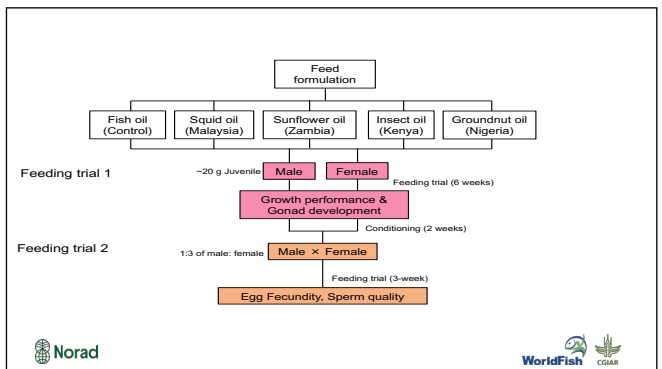 Feed
formulation
Fish oil
(Control)
Squid oil
(Malaysia)
Sunflower oil
(Zambia)
Insect oil
(Kenya)
Groundnut oil
(Nigeria)
Feeding trial 1
~20 g Juvenile
Male
Female
Feeding trial (6 weeks)
Growth performance &
Gonad development
Conditioning (2 weeks)
Feeding trial 2
1:3 of male: female
Male × Female
Feeding trial (3-week)
Egg Fecundity, Sperm quality
Norad
WorldFish
CGIAR